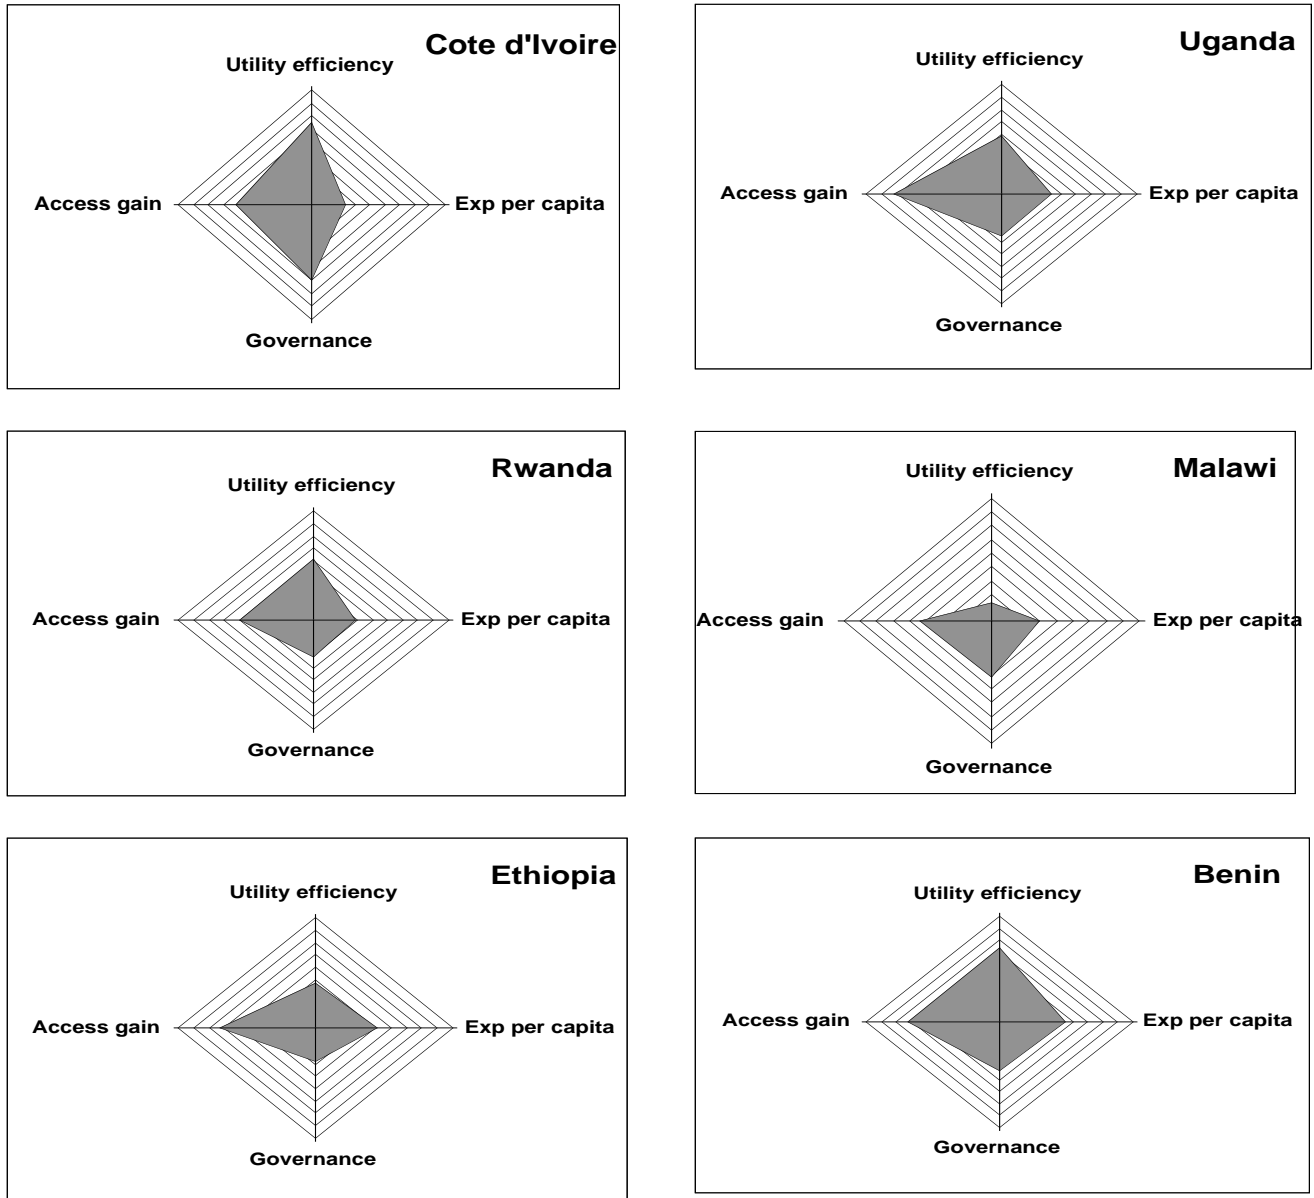 Cote d'Ivoire
Utility efficiency
Access gain
Exp per capita
Governance
Uganda
Utility efficiency
Access gain
Exp per capita
Governance
Rwanda
Utility efficiency
Access gain
Exp per capita
Governance
Malawi
Utility efficiency
Access gain
Exp per capita
Governance
Ethiopia
Utility efficiency
Access gain
Exp per capita
Governance
Benin
Utility efficiency
Access gain
Exp per capita
Governance